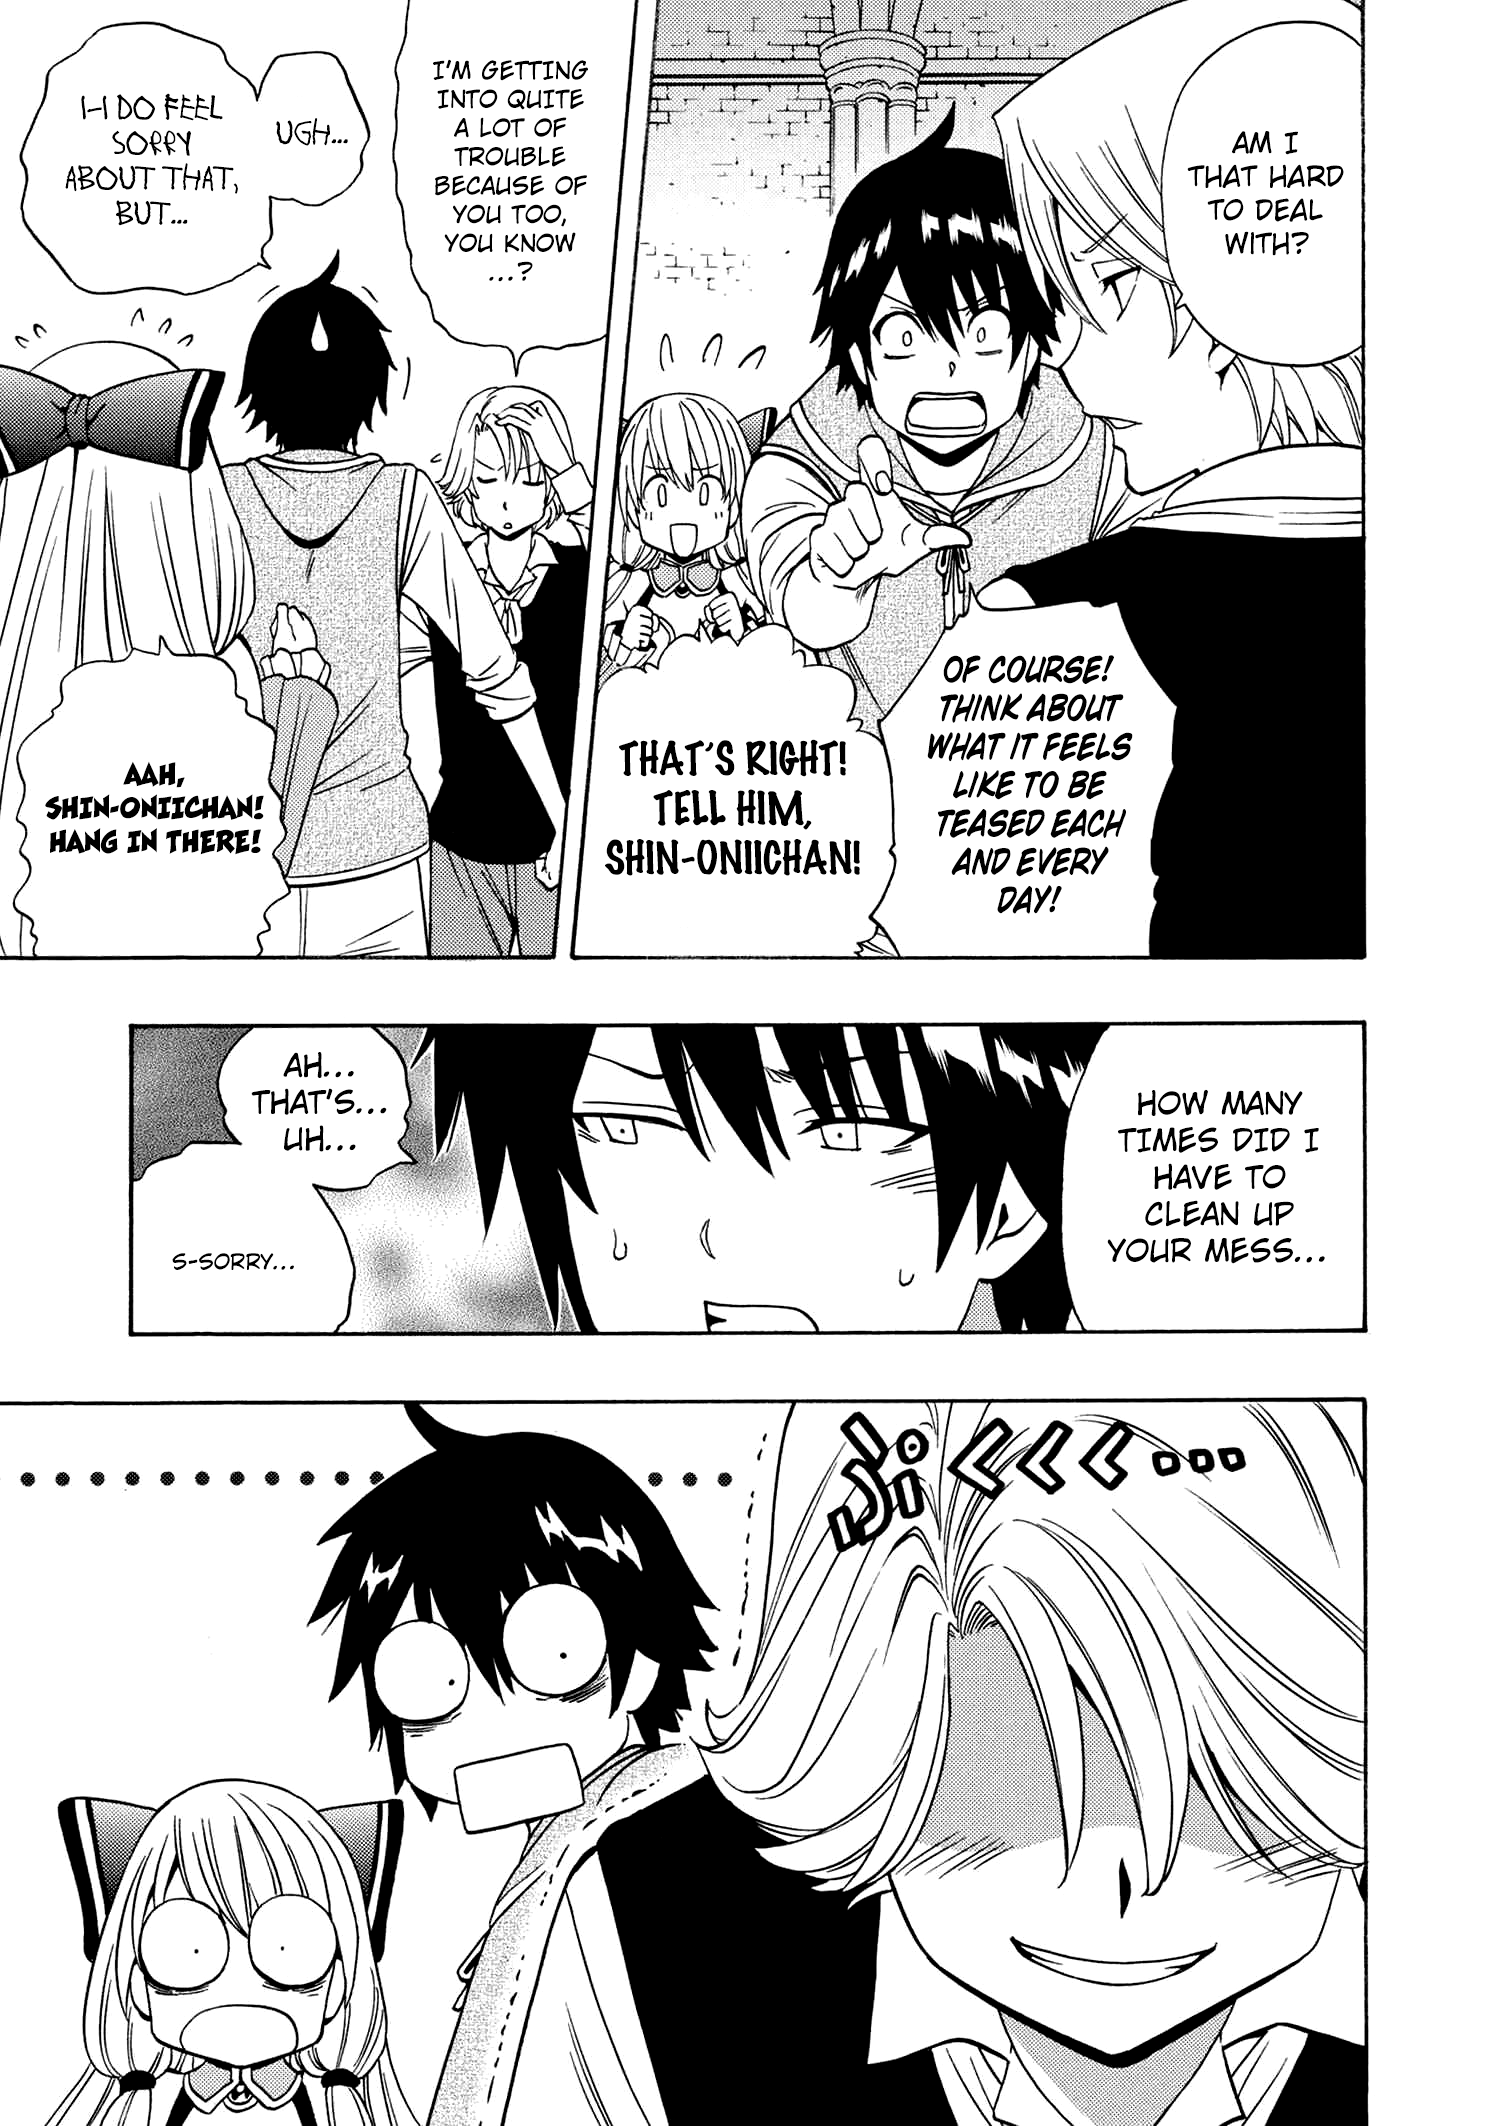 AM I
THAT HARD
TO DEAL
WITH?
OF COURSE!
THINK ABOUT
WHAT IT FEELS
LIKE TO BE
TEASED EACH
AND EVERY
DAY!
THAT'S RIGHT!
TELL HIM,
SHIN-ONIICHAN!
I'M GETTING
INTO QUITE
A LOT OF
TROUBLE
BECAUSE OF
YOU TOO,
YOU KNOW
...?
UGH...
I-I DO FEEL
SORRY
ABOUT THAT,
BUT...
AAH,
SHIN-ONIICHAN!
HANG IN THERE!
HOW MANY
TIMES DID I
HAVE TO
CLEAN UP
YOUR MESS...
AH...
THAT'S...
UH...
S-SORRY...
ぷくくく...